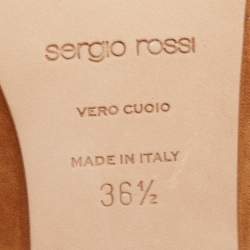 sergio rossi
VERO CUOIO
MADE IN ITALY
36½